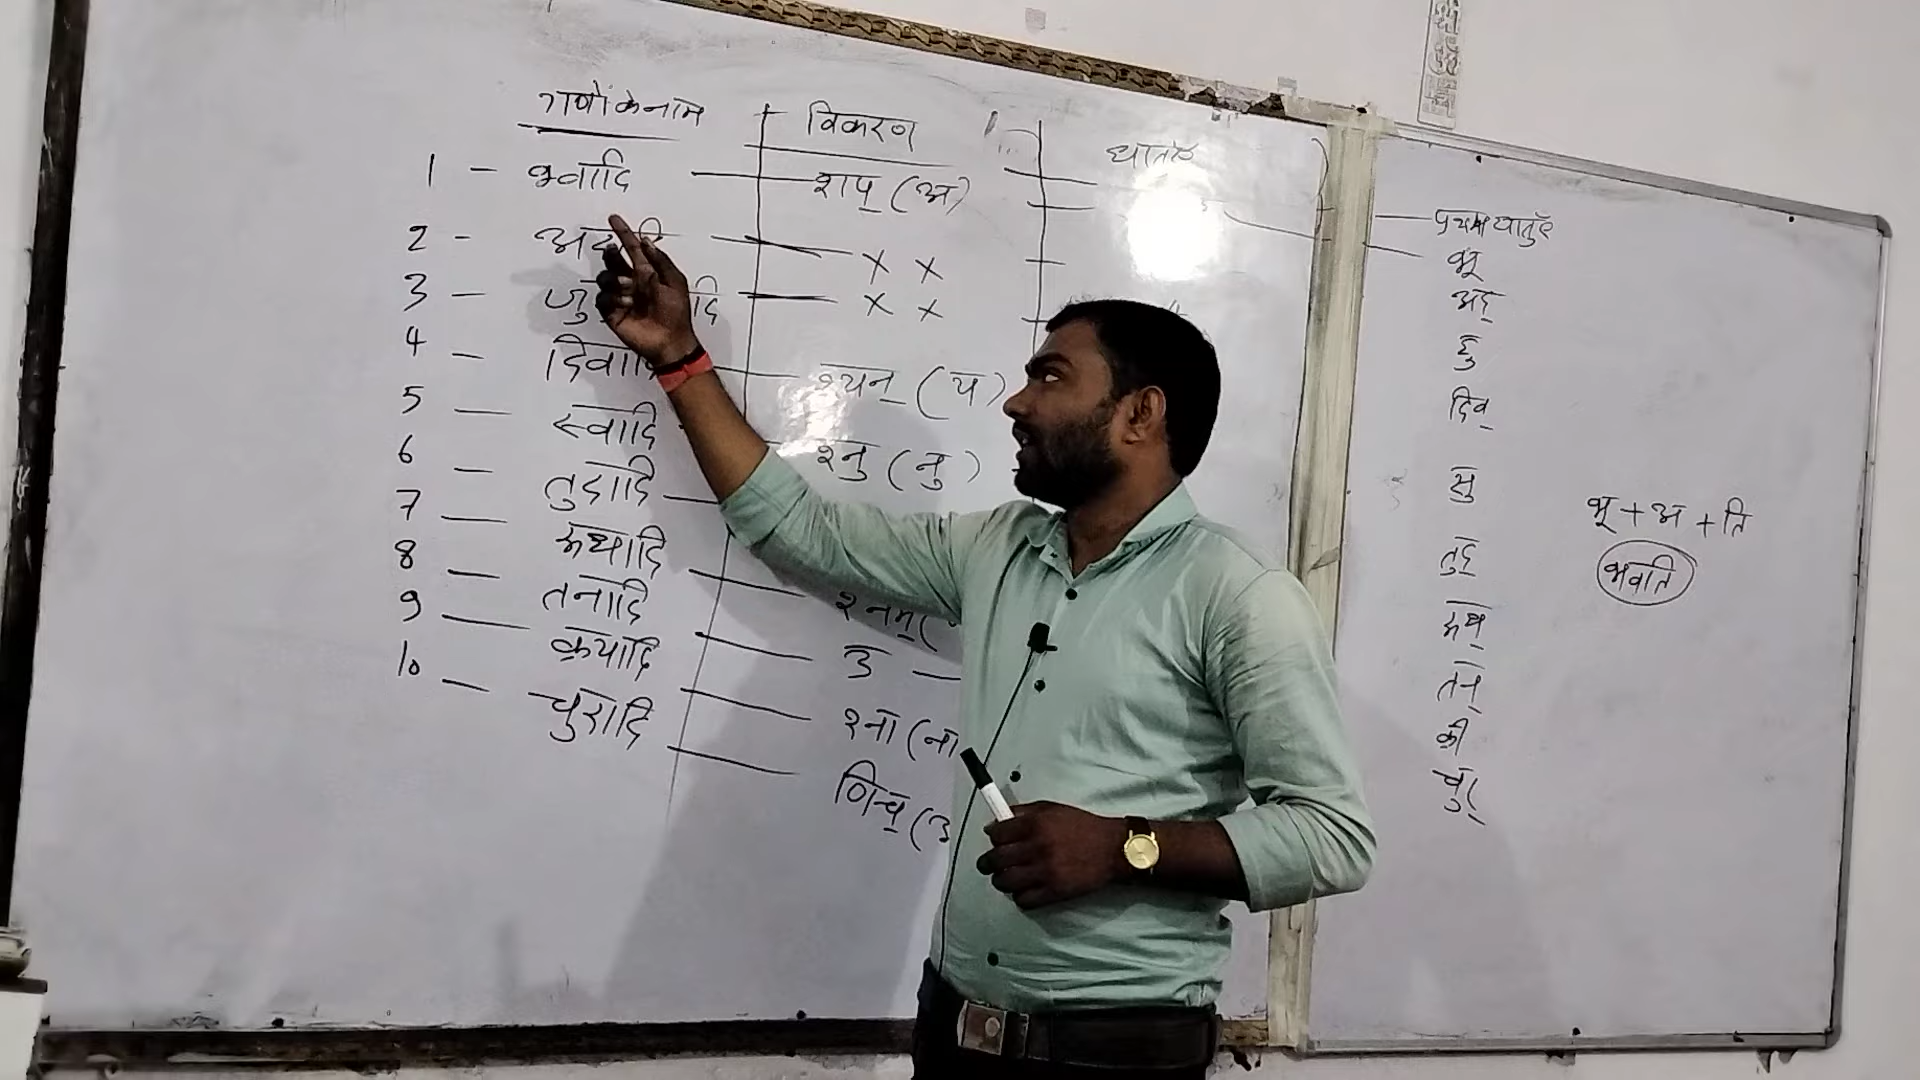 गणों के नाम विकरण धातुएँ
1 - भ्वादि शप् (अ)
2 - अदादि × ×
3 - × ×
4 - दिवादि श्यन् (य)
5 — स्वादि श्नु (नु)
6 — तुदादि
7 — रुधादि श्नम् (
8 — तनादि उ —
9 — क्रयादि श्ना (ना
10 — चुरादि णिच् (
प्रथम धातुएँ
भू
अद्
हु
दिव्
सु
तुद्
रुध्
तन्
क्री
चुर्
भू + अ + ति
भवति